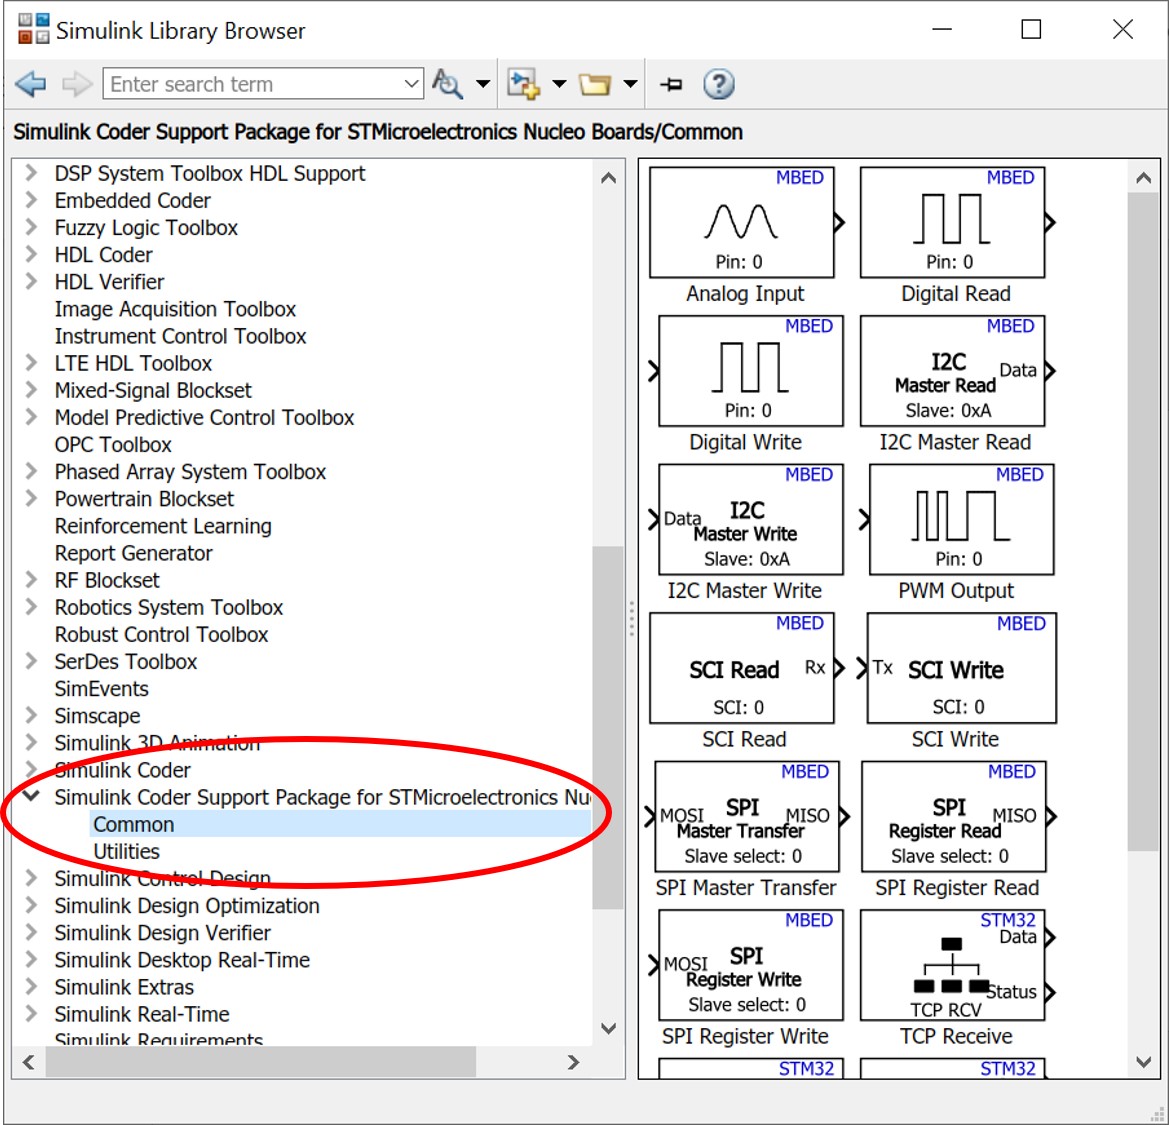 Simulink Library Browser
Enter search term
Simulink Coder Support Package for STMicroelectronics Nucleo Boards/Common
DSP System Toolbox HDL Support
Embedded Coder
Fuzzy Logic Toolbox
HDL Coder
HDL Verifier
Image Acquisition Toolbox
Instrument Control Toolbox
LTE HDL Toolbox
Mixed-Signal Blockset
Model Predictive Control Toolbox
OPC Toolbox
Phased Array System Toolbox
Powertrain Blockset
Reinforcement Learning
Report Generator
RF Blockset
Robotics System Toolbox
Robust Control Toolbox
SerDes Toolbox
SimEvents
Simscape
Simulink 3D Animation
Simulink Coder
Simulink Coder Support Package for STMicroelectronics Nu
Common
Utilities
Simulink Control Design
Simulink Design Optimization
Simulink Design Verifier
Simulink Desktop Real-Time
Simulink Extras
Simulink Real-Time
Simulink Requirements
MBED
Pin: 0
Analog Input
MBED
Pin: 0
Digital Read
MBED
Pin: 0
Digital Write
MBED
I2C
Data
Master Read
Slave: 0xA
I2C Master Read
MBED
I2C
Data
Master Write
Slave: 0xA
I2C Master Write
MBED
Pin: 0
PWM Output
MBED
SCI Read Rx
SCI: 0
SCI Read
MBED
Tx SCI Write
SCI: 0
SCI Write
MBED
MOSI SPI MISO
Master Transfer
Slave select: 0
SPI Master Transfer
MBED
SPI MISO
Register Read
Slave select: 0
SPI Register Read
MBED
MOSI SPI
Register Write
Slave select: 0
SPI Register Write
STM32
Data
Status
TCP RCV
TCP Receive
STM32
STM32